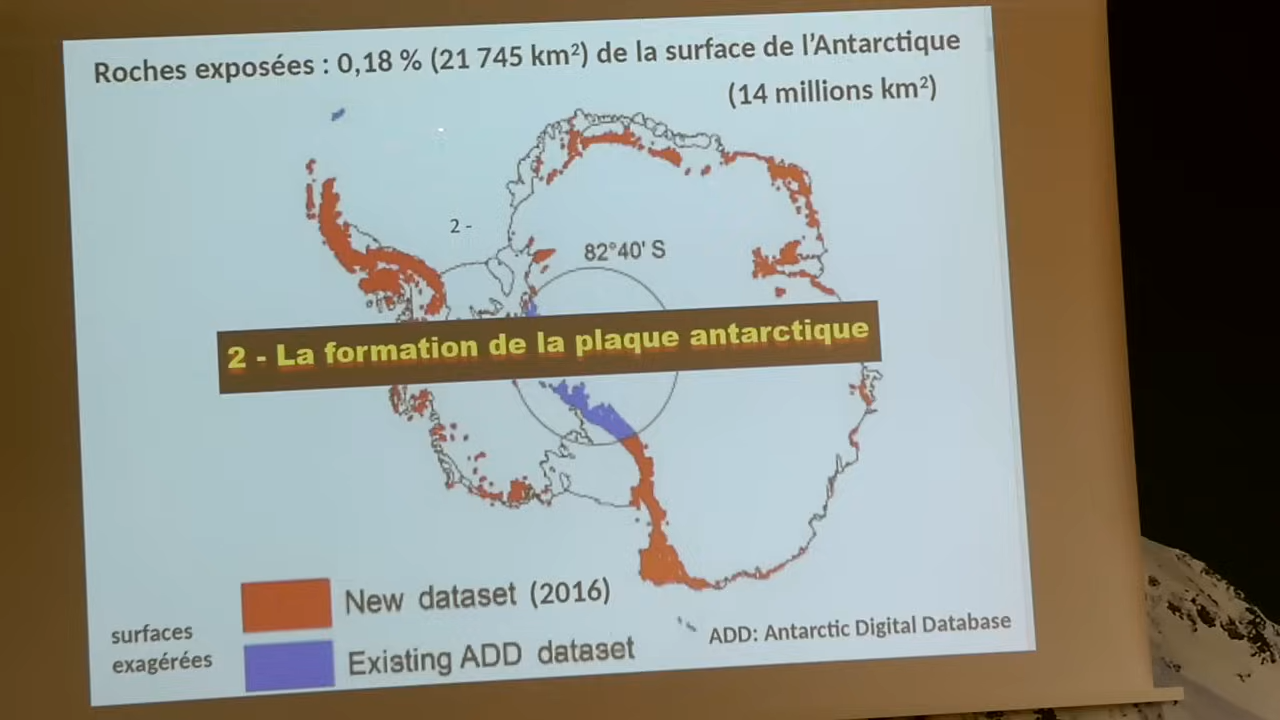 Roches exposées : 0,18 % (21 745 km²) de la surface de l'Antarctique
(14 millions km²)
2 -
82°40' S
2 - La formation de la plaque antarctique
New dataset (2016)
surfaces
exagérées
Existing ADD dataset
ADD: Antarctic Digital Database